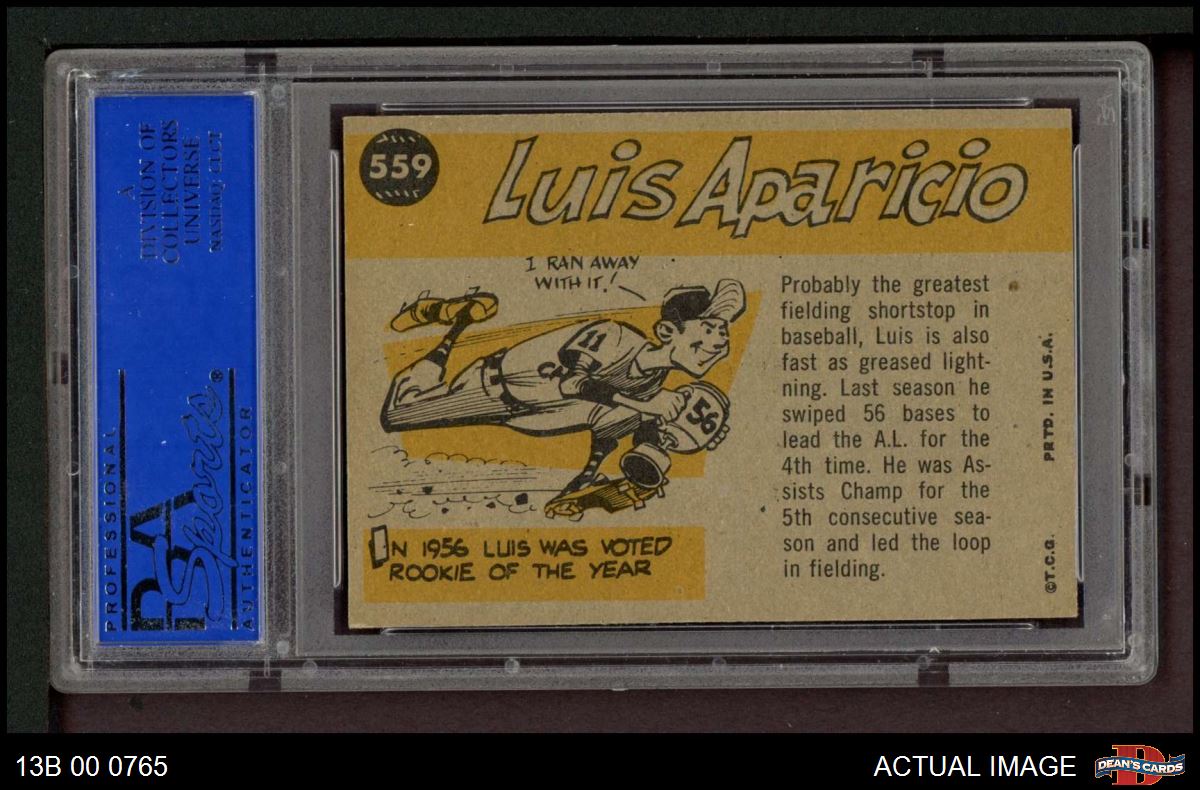 A
DIVISION OF
COLLECTORS
UNIVERSE
NASDAQ: CLCT
PROFESSIONAL
PSA
Sports®
AUTHENTICATOR
559
Luis Aparicio
I RAN AWAY
WITH IT!
11
56
Probably the greatest
fielding shortstop in
baseball, Luis is also
fast as greased light-
ning. Last season he
swiped 56 bases to
lead the A.L. for the
4th time. He was As-
sists Champ for the
5th consecutive sea-
son and led the loop
in fielding.
IN 1956 LUIS WAS VOTED
ROOKIE OF THE YEAR
PRTD. IN U.S.A.
©T.C.G.
13B 00 0765
ACTUAL IMAGE
DEAN'S CARDS